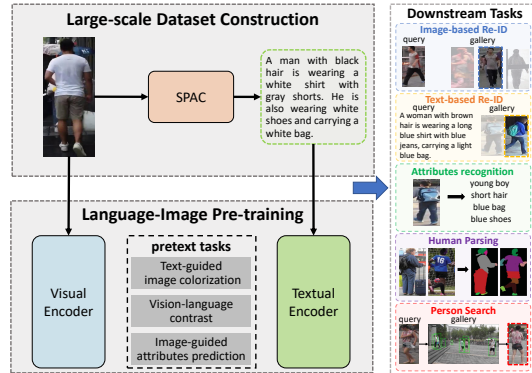 Large-scale Dataset Construction
SPAC
A man with black
hair is wearing a
white shirt with
gray shorts. He is
also wearing white
shoes and carrying a
white bag.
Language-Image Pre-training
Visual
Encoder
pretext tasks
Text-guided
image colorization
Vision-language
contrast
Image-guided
attributes prediction
Textual
Encoder
Downstream Tasks
Image-based Re-ID
query
gallery
Text-based Re-ID
query
gallery
A woman with brown
hair is wearing a long
blue shirt with blue
jeans, carrying a light
blue bag.
Attributes recognition
young boy
short hair
blue bag
blue shoes
Human Parsing
Person Search
query
gallery